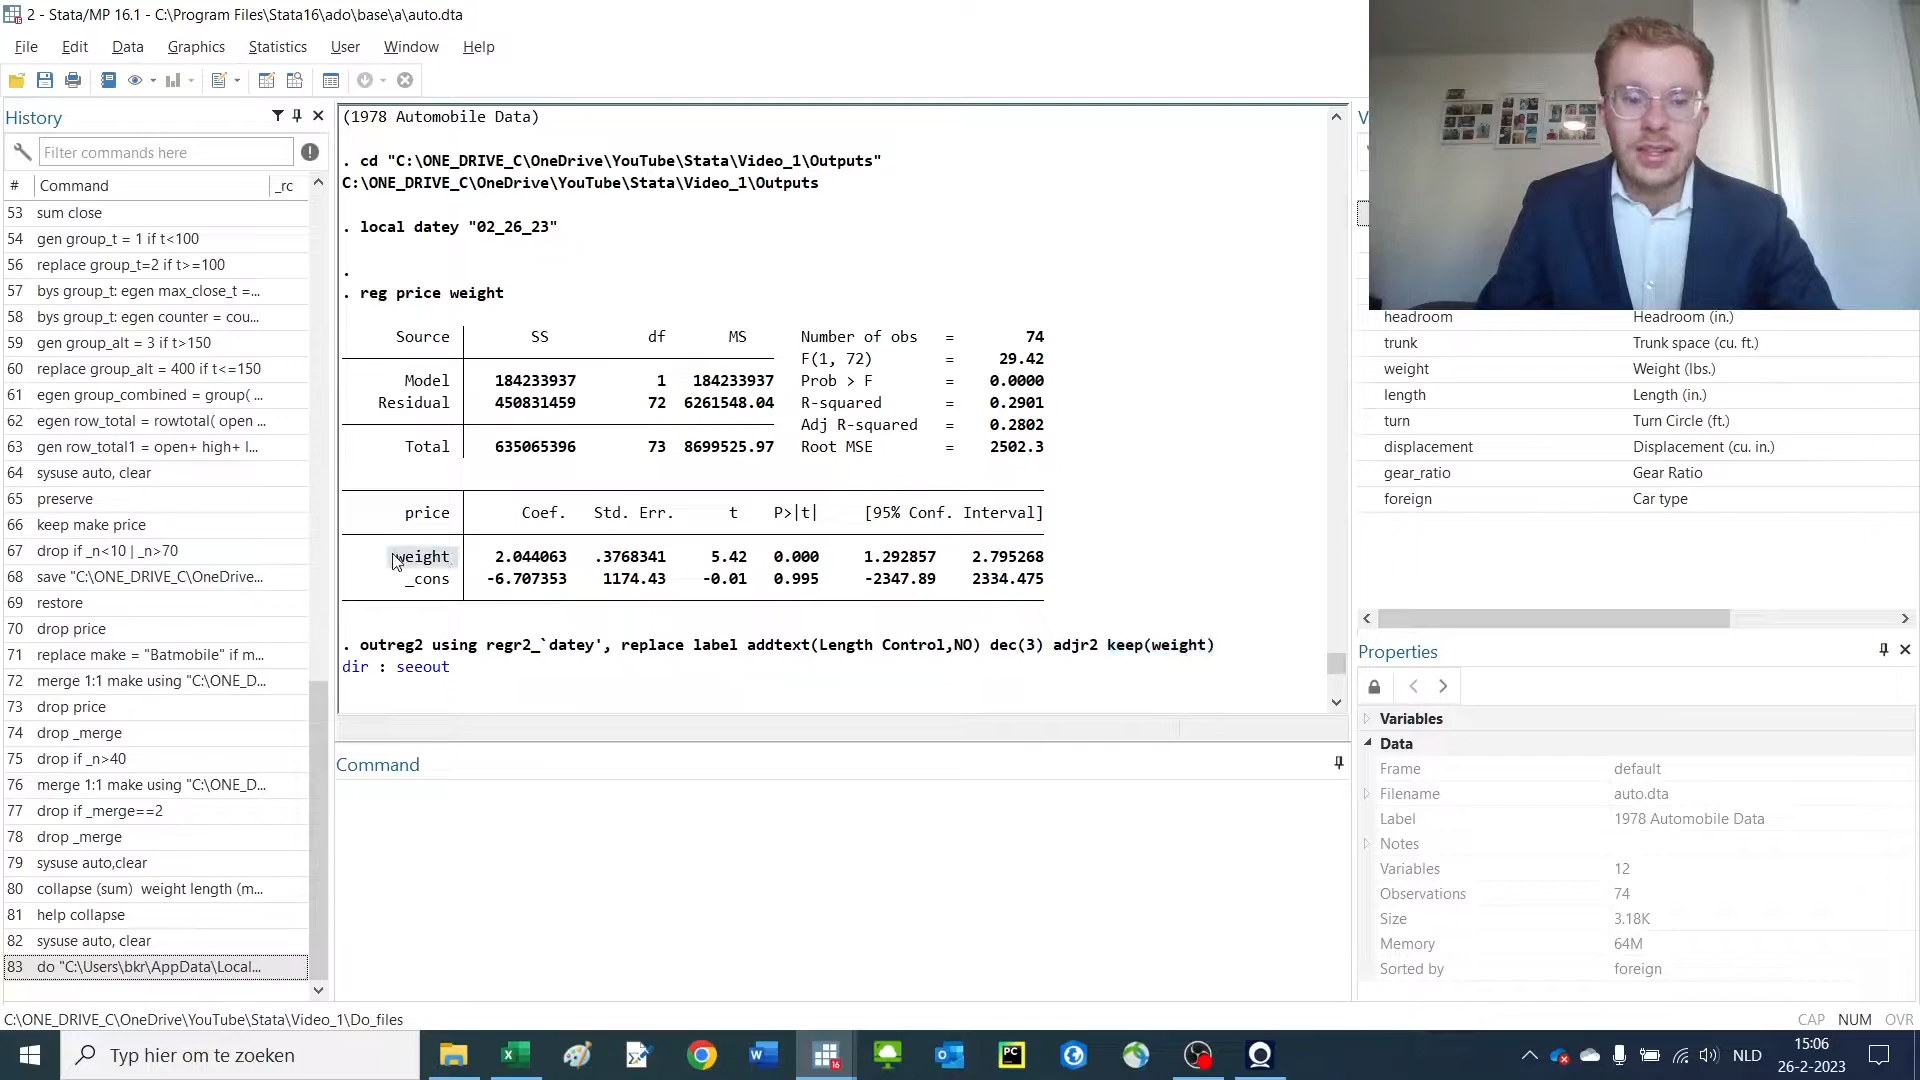 2 - Stata/MP 16.1 - C:\Program Files\Stata16\ado\base\a\auto.dta
File Edit Data Graphics Statistics User Window Help
History
Filter commands here
# Command _rc
53 sum close
54 gen group_t = 1 if t<100
56 replace group_t=2 if t>=100
57 bys group_t: egen max_close_t =...
58 bys group_t: egen counter = cou...
59 gen group_alt = 3 if t>150
60 replace group_alt = 400 if t<=150
61 egen group_combined = group( ...
62 egen row_total = rowtotal( open ...
63 gen row_total1 = open+ high+ l...
64 sysuse auto, clear
65 preserve
66 keep make price
67 drop if _n<10 | _n>70
68 save "C:\ONE_DRIVE_C\OneDrive...
69 restore
70 drop price
71 replace make = "Batmobile" if m...
72 merge 1:1 make using "C:\ONE_D...
73 drop price
74 drop _merge
75 drop if _n>40
76 merge 1:1 make using "C:\ONE_D...
77 drop if _merge==2
78 drop _merge
79 sysuse auto,clear
80 collapse (sum) weight length (m...
81 help collapse
82 sysuse auto, clear
83 do "C:\Users\bkr\AppData\Local...
(1978 Automobile Data)
. cd "C:\ONE_DRIVE_C\OneDrive\YouTube\Stata\Video_1\Outputs"
C:\ONE_DRIVE_C\OneDrive\YouTube\Stata\Video_1\Outputs
. local datey "02_26_23"
.
. reg price weight
Source SS df MS Number of obs = 74
F(1, 72) = 29.42
Model 184233937 1 184233937 Prob > F = 0.0000
Residual 450831459 72 6261548.04 R-squared = 0.2901
Adj R-squared = 0.2802
Total 635065396 73 8699525.97 Root MSE = 2502.3
price Coef. Std. Err. t P>|t| [95% Conf. Interval]
weight 2.044063 .3768341 5.42 0.000 1.292857 2.795268
_cons -6.707353 1174.43 -0.01 0.995 -2347.89 2334.475
. outreg2 using regr2_`datey', replace label addtext(Length Control,NO) dec(3) adjr2 keep(weight)
dir : seeout
Command
V
headroom Headroom (in.)
trunk Trunk space (cu. ft.)
weight Weight (lbs.)
length Length (in.)
turn Turn Circle (ft.)
displacement Displacement (cu. in.)
gear_ratio Gear Ratio
foreign Car type
Properties
Variables
Data
Frame default
Filename auto.dta
Label 1978 Automobile Data
Notes
Variables 12
Observations 74
Size 3.18K
Memory 64M
Sorted by foreign
C:\ONE_DRIVE_C\OneDrive\YouTube\Stata\Video_1\Do_files
CAP NUM OVR
Typ hier om te zoeken
NLD
15:06
26-2-2023